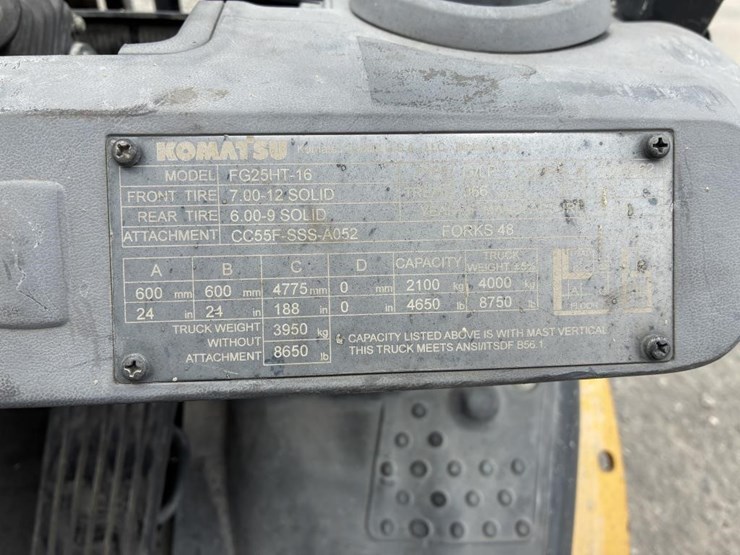 KOMATSU
MODEL FG25HT-16
FRONT TIRE 7.00-12 SOLID
REAR TIRE 6.00-9 SOLID
ATTACHMENT CC55F-SSS-A052 FORKS 48
A B C D CAPACITY TRUCK WEIGHT
600 mm 600 mm 4775 mm 0 mm 2100 kg 4000 kg
24 in 24 in 188 in 0 in 4650 lb 8750 lb
TRUCK WEIGHT WITHOUT ATTACHMENT 3950 kg
8650 lb
CAPACITY LISTED ABOVE IS WITH MAST VERTICAL
THIS TRUCK MEETS ANSI/ITSDF B56.1